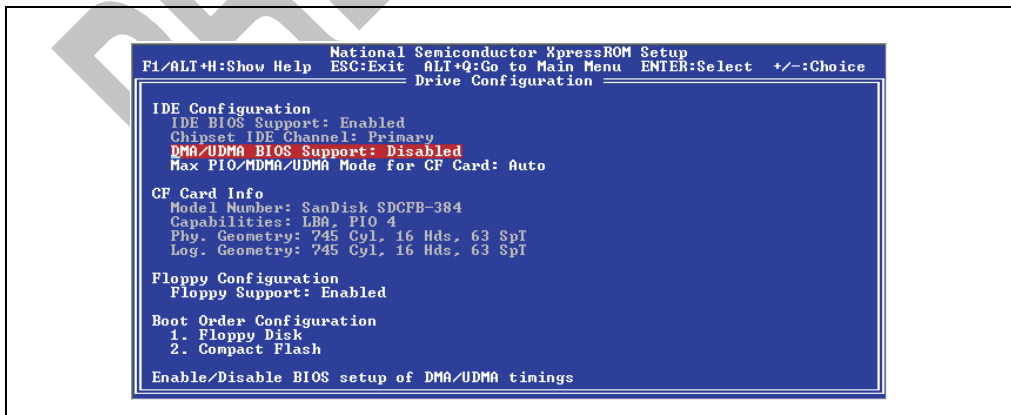 National Semiconductor XpressROM Setup
F1/ALT+H:Show Help ESC:Exit ALT+Q:Go to Main Menu ENTER:Select +/-:Choice
Drive Configuration
IDE Configuration
IDE BIOS Support: Enabled
Chipset IDE Channel: Primary
DMA/UDMA BIOS Support: Disabled
Max PIO/MDMA/UDMA Mode for CF Card: Auto
CF Card Info
Model Number: SanDisk SDCFB-384
Capabilities: LBA, PIO 4
Phy. Geometry: 745 Cyl, 16 Hds, 63 SpT
Log. Geometry: 745 Cyl, 16 Hds, 63 SpT
Floppy Configuration
Floppy Support: Enabled
Boot Order Configuration
1. Floppy Disk
2. Compact Flash
Enable/Disable BIOS setup of DMA/UDMA timings